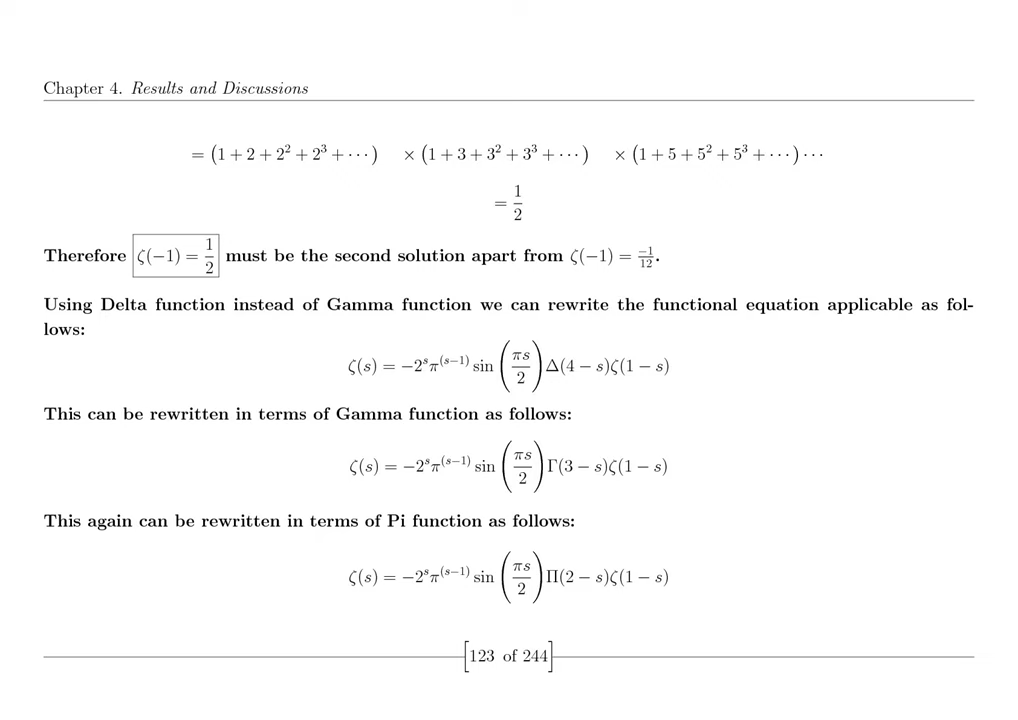 Chapter 4. Results and Discussions
= (1 + 2 + 2² + 2³ + ···) × (1 + 3 + 3² + 3³ + ···) × (1 + 5 + 5² + 5³ + ···) ···
= 1/2
Therefore ζ(−1) = 1/2 must be the second solution apart from ζ(−1) = −1/12.
Using Delta function instead of Gamma function we can rewrite the functional equation applicable as fol-
lows:
ζ(s) = −2ˢπ⁽ˢ⁻¹⁾ sin (πs/2) Δ(4 − s)ζ(1 − s)
This can be rewritten in terms of Gamma function as follows:
ζ(s) = −2ˢπ⁽ˢ⁻¹⁾ sin (πs/2) Γ(3 − s)ζ(1 − s)
This again can be rewritten in terms of Pi function as follows:
ζ(s) = −2ˢπ⁽ˢ⁻¹⁾ sin (πs/2) Π(2 − s)ζ(1 − s)
[123 of 244]